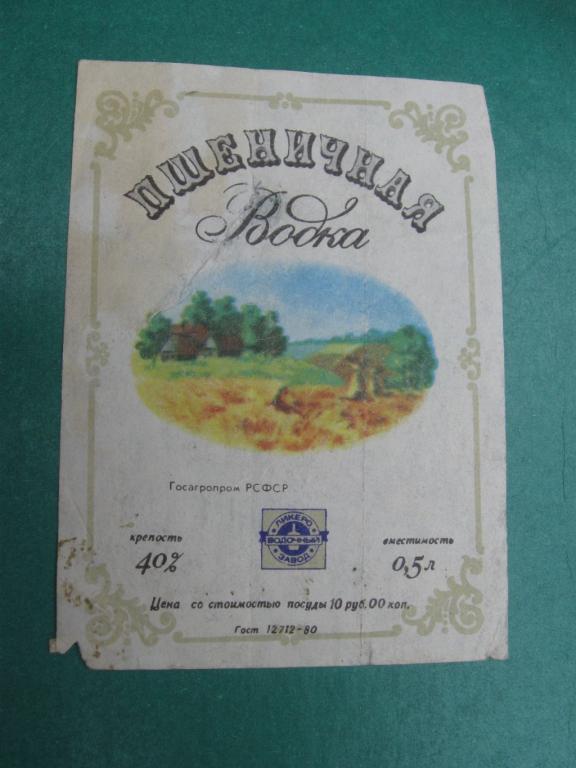 ПШЕНИЧНАЯ
Водка
Госагропром РСФСР
крепость
40%
ЛИКЕРО
ВОДОЧНЫЙ
ЗАВОД
вместимость
0,5л
Цена со стоимостью посуды 10 руб.00 коп.
Гост 12712-80